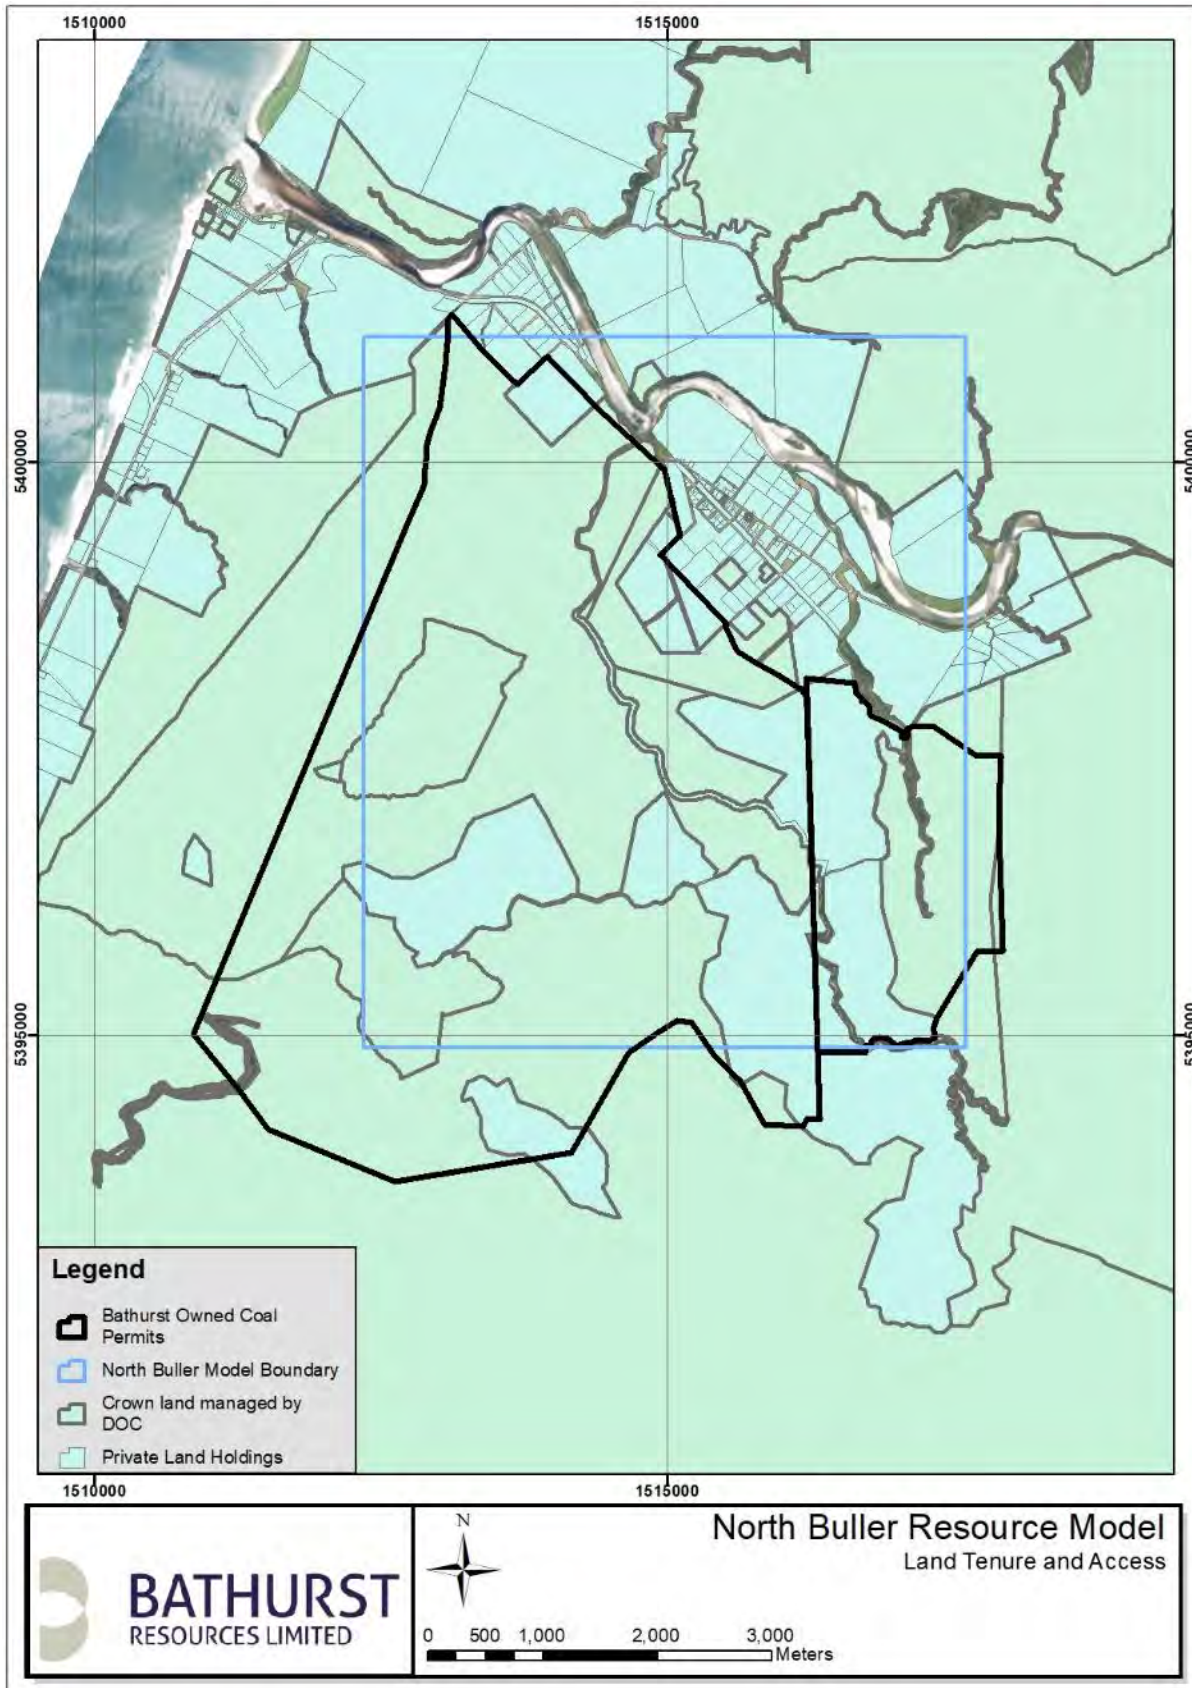 1510000
1515000
5400000
5400000
5395000
5395000
Legend
Bathurst Owned Coal
Permits
North Buller Model Boundary
Crown land managed by
DOC
Private Land Holdings
1510000
1515000
BATHURST
RESOURCES LIMITED
N
North Buller Resource Model
Land Tenure and Access
0 500 1,000 2,000 3,000
Meters